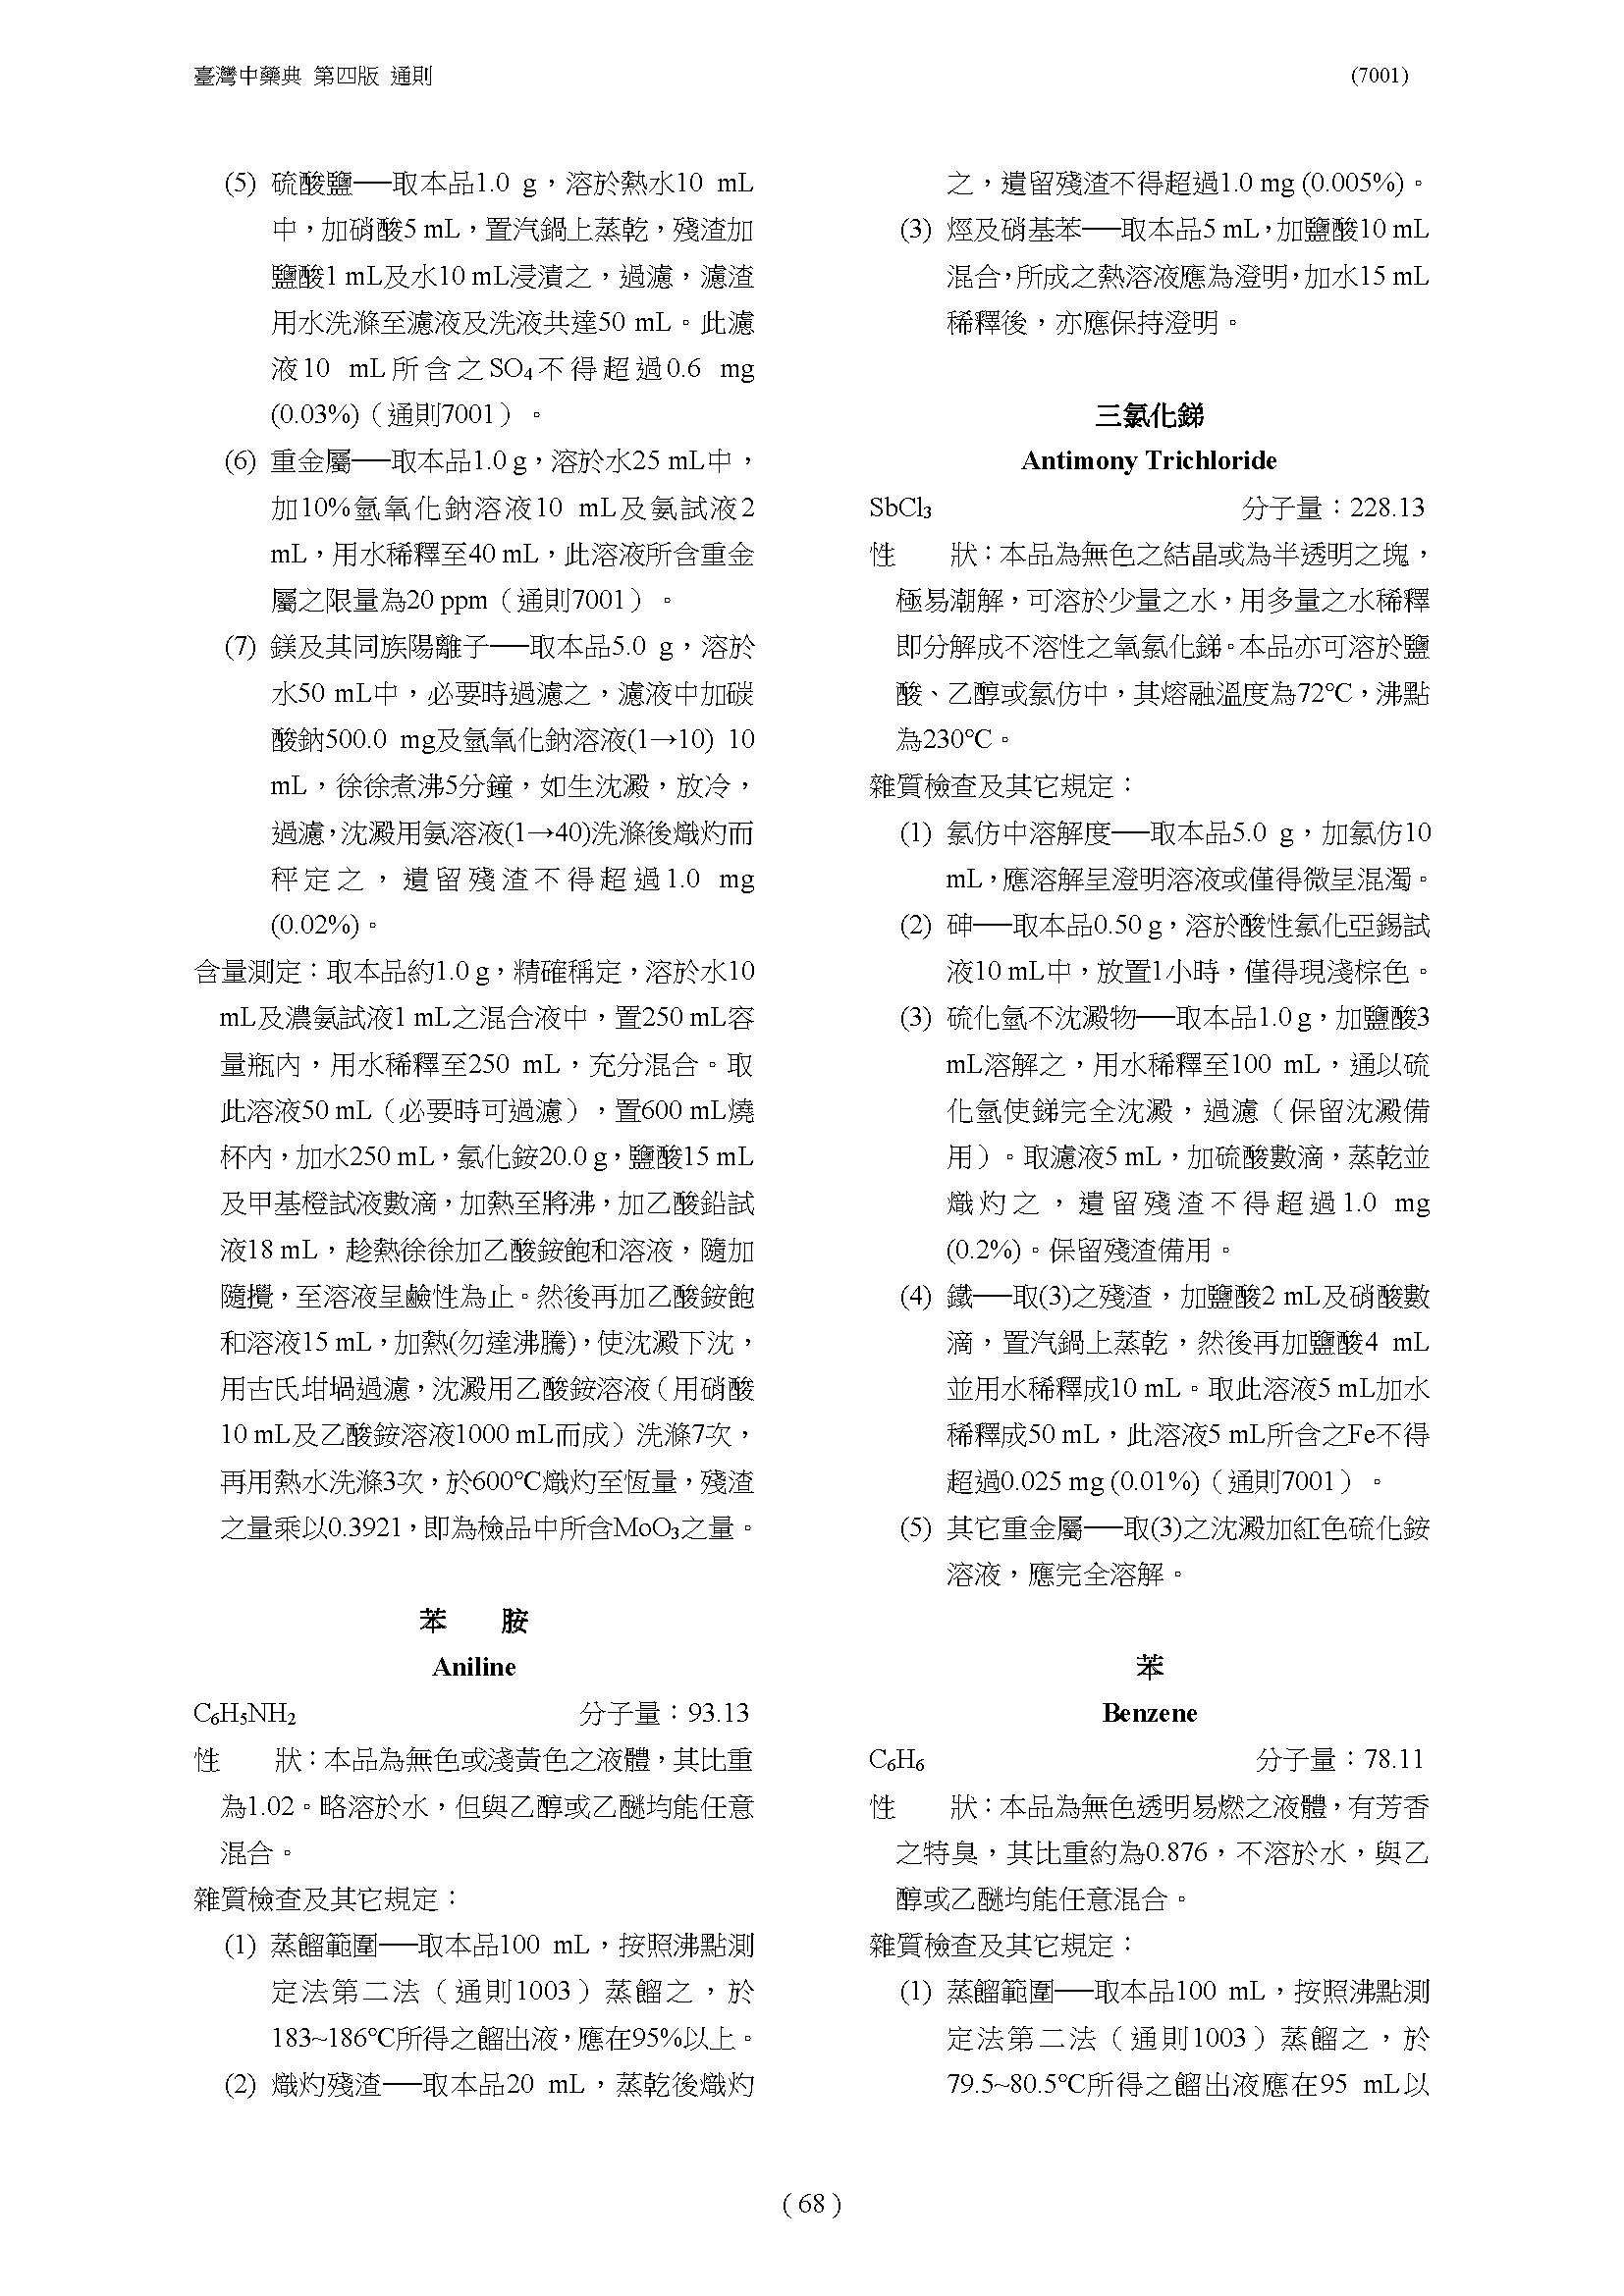 臺灣中藥典 第四版 通則
(7001)
(5) 硫酸鹽──取本品1.0 g，溶於熱水10 mL
中，加硝酸5 mL，置汽鍋上蒸乾，殘渣加
鹽酸1 mL及水10 mL浸漬之，過濾，濾渣
用水洗滌至濾液及洗液共達50 mL。此濾
液10 mL所含之SO₄不得超過0.6 mg
(0.03%)（通則7001）。
(6) 重金屬──取本品1.0 g，溶於水25 mL中，
加10%氫氧化鈉溶液10 mL及氨試液2
mL，用水稀釋至40 mL，此溶液所含重金
屬之限量為20 ppm（通則7001）。
(7) 鎂及其同族陽離子──取本品5.0 g，溶於
水50 mL中，必要時過濾之，濾液中加碳
酸鈉500.0 mg及氫氧化鈉溶液(1→10) 10
mL，徐徐煮沸5分鐘，如生沈澱，放冷，
過濾，沈澱用氨溶液(1→40)洗滌後熾灼而
秤定之，遺留殘渣不得超過1.0 mg
(0.02%)。
含量測定：取本品約1.0 g，精確稱定，溶於水10
mL及濃氨試液1 mL之混合液中，置250 mL容
量瓶內，用水稀釋至250 mL，充分混合。取
此溶液50 mL（必要時可過濾），置600 mL燒
杯內，加水250 mL，氯化銨20.0 g，鹽酸15 mL
及甲基橙試液數滴，加熱至將沸，加乙酸鉛試
液18 mL，趁熱徐徐加乙酸銨飽和溶液，隨加
隨攪，至溶液呈鹼性為止。然後再加乙酸銨飽
和溶液15 mL，加熱(勿達沸騰)，使沈澱下沈，
用古氏坩堝過濾，沈澱用乙酸銨溶液（用硝酸
10 mL及乙酸銨溶液1000 mL而成）洗滌7次，
再用熱水洗滌3次，於600℃熾灼至恆量，殘渣
之量乘以0.3921，即為檢品中所含MoO₃之量。
苯　　胺
Aniline
C₆H₅NH₂ 分子量：93.13
性　　狀：本品為無色或淺黃色之液體，其比重
為1.02。略溶於水，但與乙醇或乙醚均能任意
混合。
雜質檢查及其它規定：
(1) 蒸餾範圍──取本品100 mL，按照沸點測
定法第二法（通則1003）蒸餾之，於
183~186℃所得之餾出液，應在95%以上。
(2) 熾灼殘渣──取本品20 mL，蒸乾後熾灼
之，遺留殘渣不得超過1.0 mg (0.005%)。
(3) 烴及硝基苯──取本品5 mL，加鹽酸10 mL
混合，所成之熱溶液應為澄明，加水15 mL
稀釋後，亦應保持澄明。
三氯化銻
Antimony Trichloride
SbCl₃ 分子量：228.13
性　　狀：本品為無色之結晶或為半透明之塊，
極易潮解，可溶於少量之水，用多量之水稀釋
即分解成不溶性之氧氯化銻。本品亦可溶於鹽
酸、乙醇或氯仿中，其熔融溫度為72℃，沸點
為230℃。
雜質檢查及其它規定：
(1) 氯仿中溶解度──取本品5.0 g，加氯仿10
mL，應溶解呈澄明溶液或僅得微呈混濁。
(2) 砷──取本品0.50 g，溶於酸性氯化亞錫試
液10 mL中，放置1小時，僅得現淺棕色。
(3) 硫化氫不沈澱物──取本品1.0 g，加鹽酸3
mL溶解之，用水稀釋至100 mL，通以硫
化氫使銻完全沈澱，過濾（保留沈澱備
用）。取濾液5 mL，加硫酸數滴，蒸乾並
熾灼之，遺留殘渣不得超過1.0 mg
(0.2%)。保留殘渣備用。
(4) 鐵──取(3)之殘渣，加鹽酸2 mL及硝酸數
滴，置汽鍋上蒸乾，然後再加鹽酸4 mL
並用水稀釋成10 mL。取此溶液5 mL加水
稀釋成50 mL，此溶液5 mL所含之Fe不得
超過0.025 mg (0.01%)（通則7001）。
(5) 其它重金屬──取(3)之沈澱加紅色硫化銨
溶液，應完全溶解。
苯
Benzene
C₆H₆ 分子量：78.11
性　　狀：本品為無色透明易燃之液體，有芳香
之特臭，其比重約為0.876，不溶於水，與乙
醇或乙醚均能任意混合。
雜質檢查及其它規定：
(1) 蒸餾範圍──取本品100 mL，按照沸點測
定法第二法（通則1003）蒸餾之，於
79.5~80.5℃所得之餾出液應在95 mL以
( 68 )